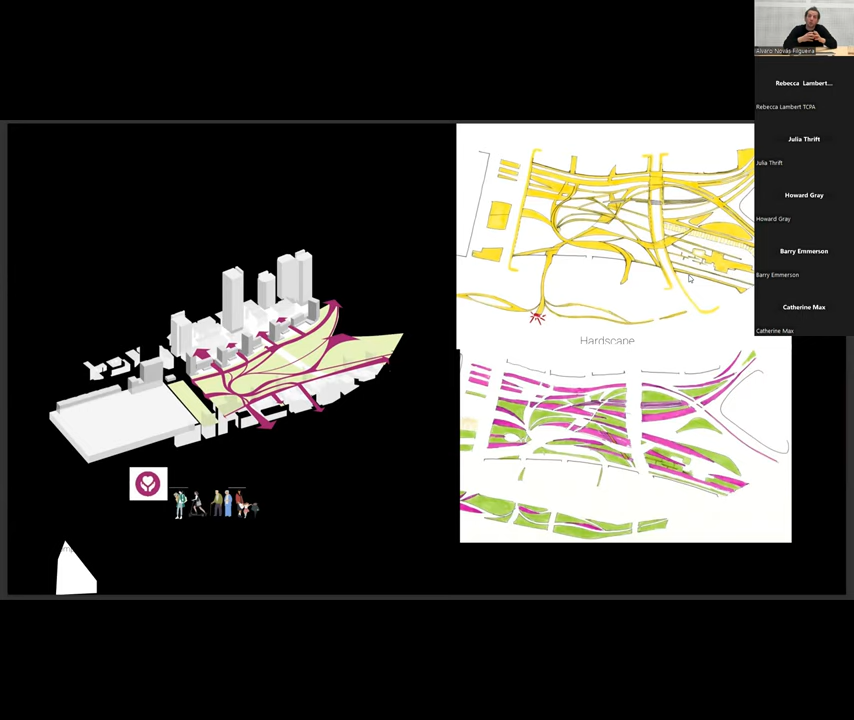 Alvaro Novás Filgueira
Rebecca Lambert...
Rebecca Lambert TCPA
Julia Thrift
Julia Thrift
Howard Gray
Howard Gray
Barry Emmerson
Barry Emmerson
Catherine Max
Catherine Max
Hardscape